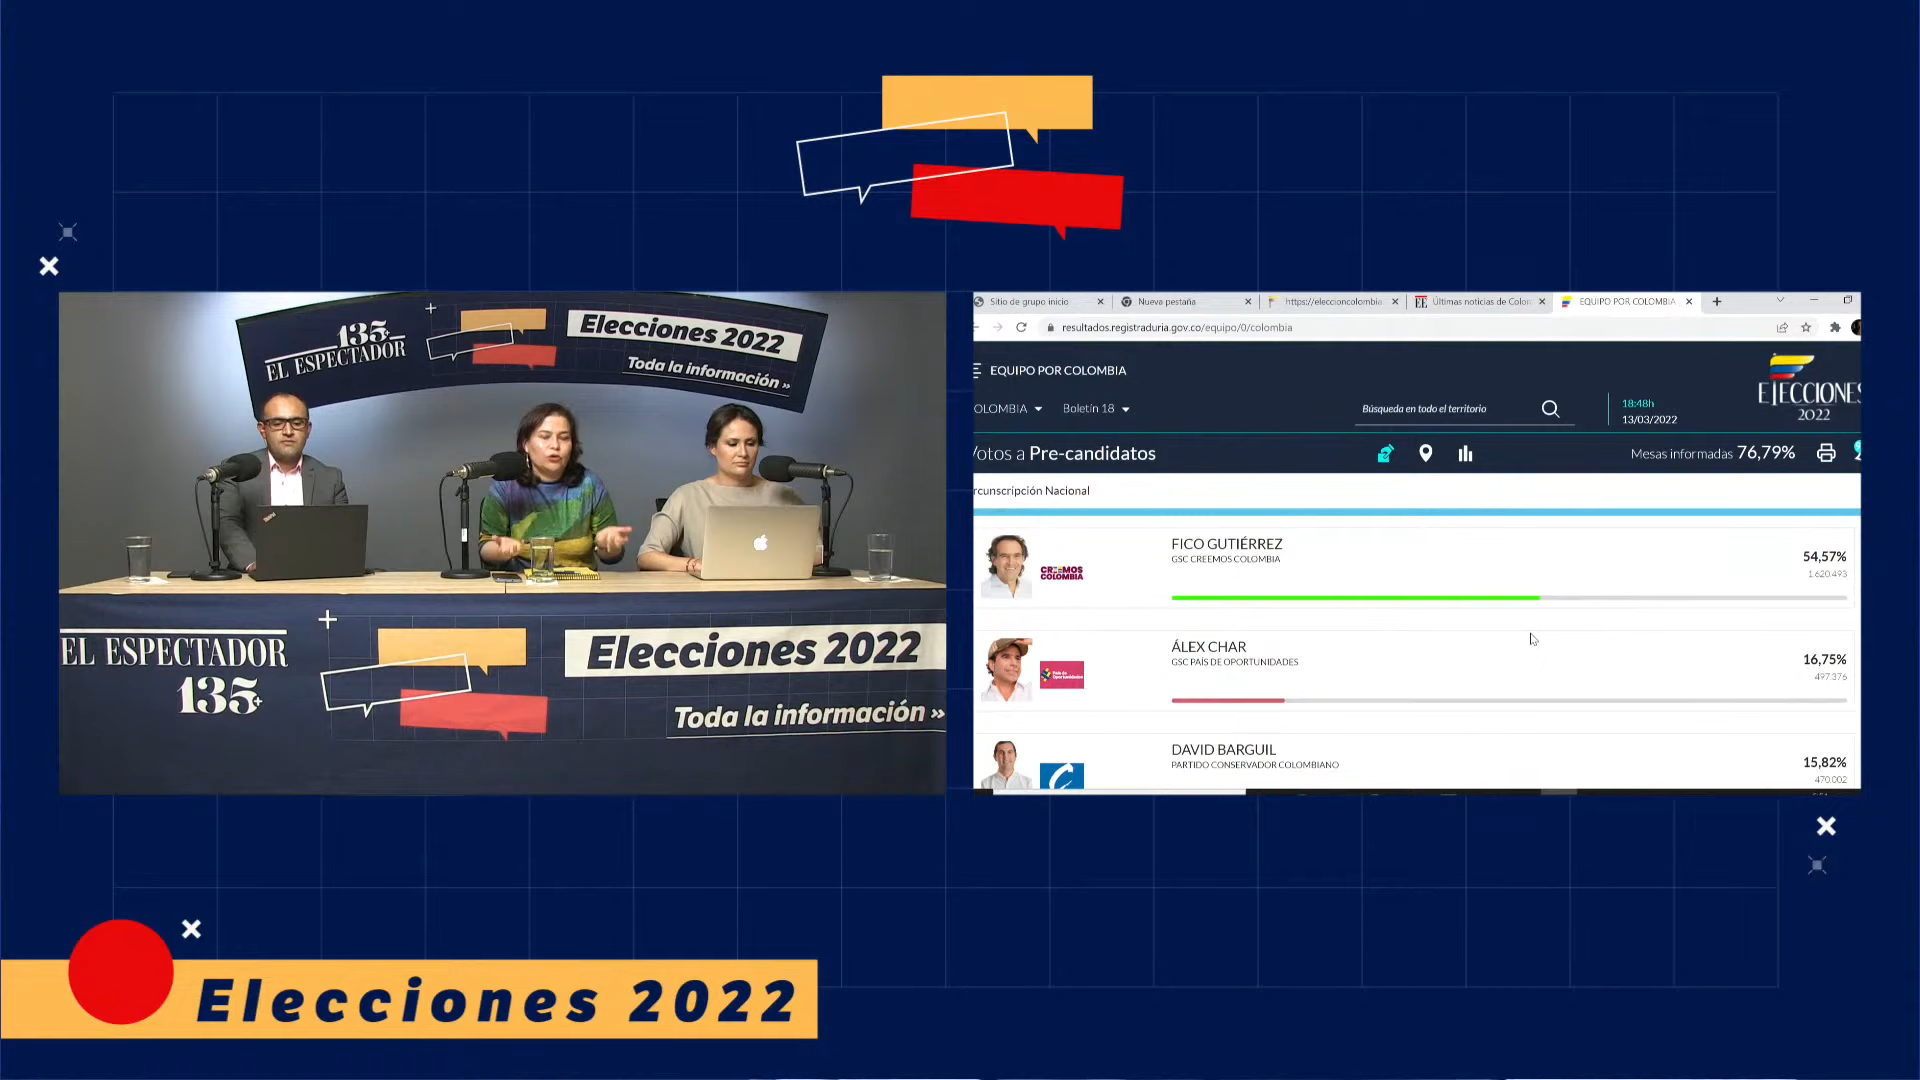 135+
EL ESPECTADOR
Elecciones 2022
Toda la información »
EL ESPECTADOR
135+
Elecciones 2022
Toda la información »
Sitio de grupo inicio
Nueva pestaña
https://eleccioncolombia
Últimas noticias de Colom
EQUIPO POR COLOMBIA
resultados.registraduria.gov.co/equipo/0/colombia
EQUIPO POR COLOMBIA
OLOMBIA
Boletín 18
Búsqueda en todo el territorio
18:48h
13/03/2022
ELECCIONES
2022
Votos a Pre-candidatos
Mesas informadas 76,79%
rcunscripción Nacional
FICO GUTIÉRREZ
GSC CREEMOS COLOMBIA
54,57%
1.620.493
CREEMOS
COLOMBIA
ÁLEX CHAR
GSC PAÍS DE OPORTUNIDADES
16,75%
497.376
País de
Oportunidades
DAVID BARGUIL
PARTIDO CONSERVADOR COLOMBIANO
15,82%
470.002
Elecciones 2022